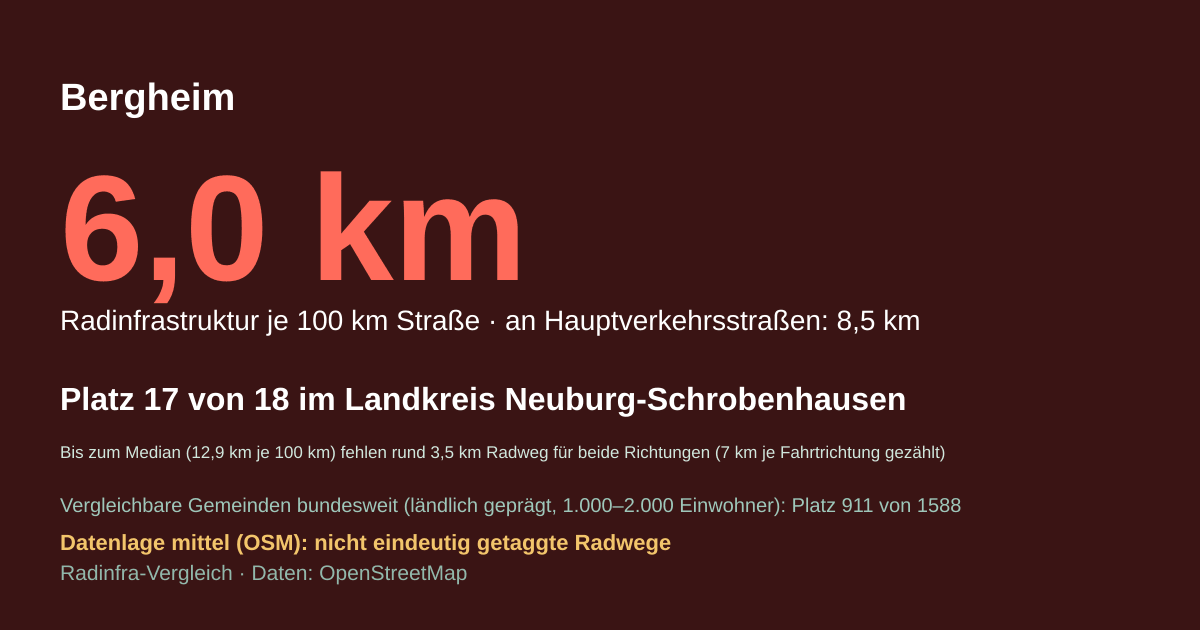 Bergheim
6,0 km
Radinfrastruktur je 100 km Straße · an Hauptverkehrsstraßen: 8,5 km
Platz 17 von 18 im Landkreis Neuburg-Schrobenhausen
Bis zum Median (12,9 km je 100 km) fehlen rund 3,5 km Radweg für beide Richtungen (7 km je Fahrtrichtung gezählt)
Vergleichbare Gemeinden bundesweit (ländlich geprägt, 1.000–2.000 Einwohner): Platz 911 von 1588
Datenlage mittel (OSM): nicht eindeutig getaggte Radwege
Radinfra-Vergleich · Daten: OpenStreetMap